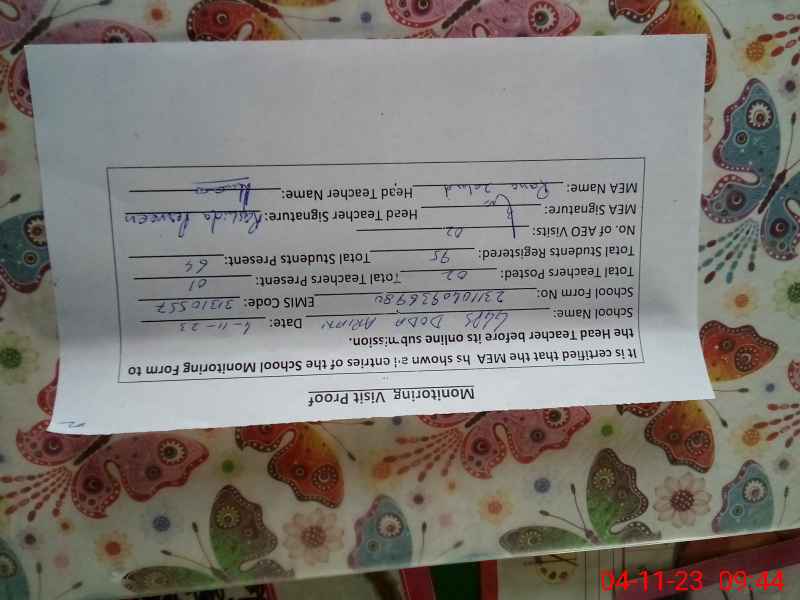 Monitoring Visit Proof
It is certified that the MEA has shown all entries of the School Monitoring Form to
the Head Teacher before its online submission.
School Name: GGPS DODA ARIAN Date: 4-11-23
School Form No: EMIS Code: 31310557
Total Teachers Posted: 02 Total Teachers Present: 01
Total Students Registered: 95 Total Students Present: 64
No. of AEO Visits: 02
MEA Signature: Head Teacher Signature: Rashida Perveen
MEA Name: Rana Head Teacher Name:
04-11-23 09:44